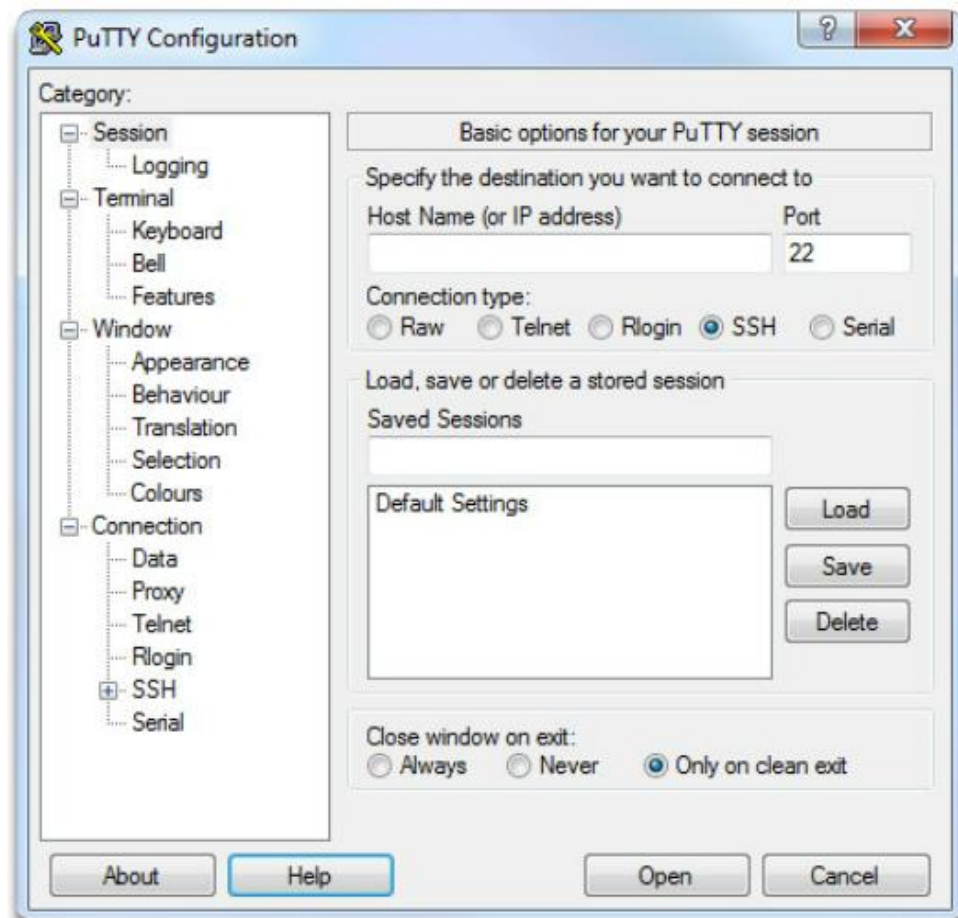 PuTTY Configuration
Category:
Session
Logging
Terminal
Keyboard
Bell
Features
Window
Appearance
Behaviour
Translation
Selection
Colours
Connection
Data
Proxy
Telnet
Rlogin
SSH
Serial
Basic options for your PuTTY session
Specify the destination you want to connect to
Host Name (or IP address) Port
22
Connection type:
Raw Telnet Rlogin SSH Serial
Load, save or delete a stored session
Saved Sessions
Default Settings
Load
Save
Delete
Close window on exit:
Always Never Only on clean exit
About Help Open Cancel